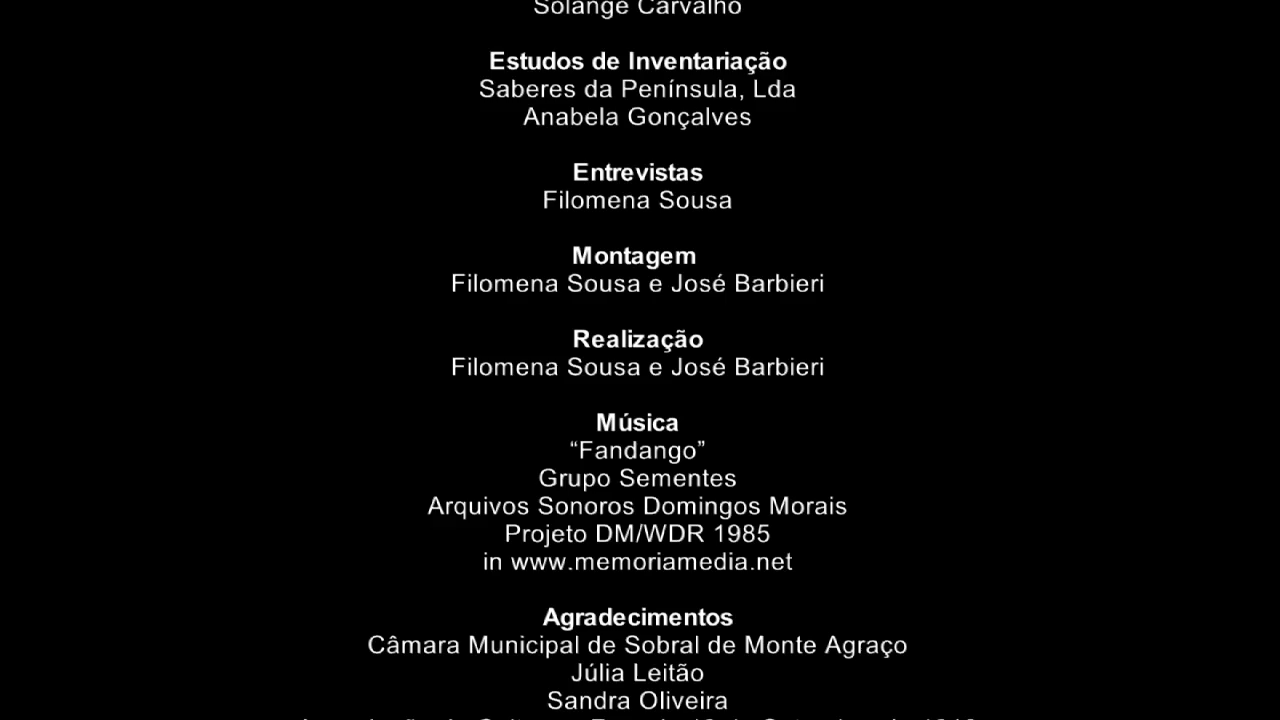 Solange Carvalho
Estudos de Inventariação
Saberes da Península, Lda
Anabela Gonçalves
Entrevistas
Filomena Sousa
Montagem
Filomena Sousa e José Barbieri
Realização
Filomena Sousa e José Barbieri
Música
“Fandango”
Grupo Sementes
Arquivos Sonoros Domingos Morais
Projeto DM/WDR 1985
in www.memoriamedia.net
Agradecimentos
Câmara Municipal de Sobral de Monte Agraço
Júlia Leitão
Sandra Oliveira